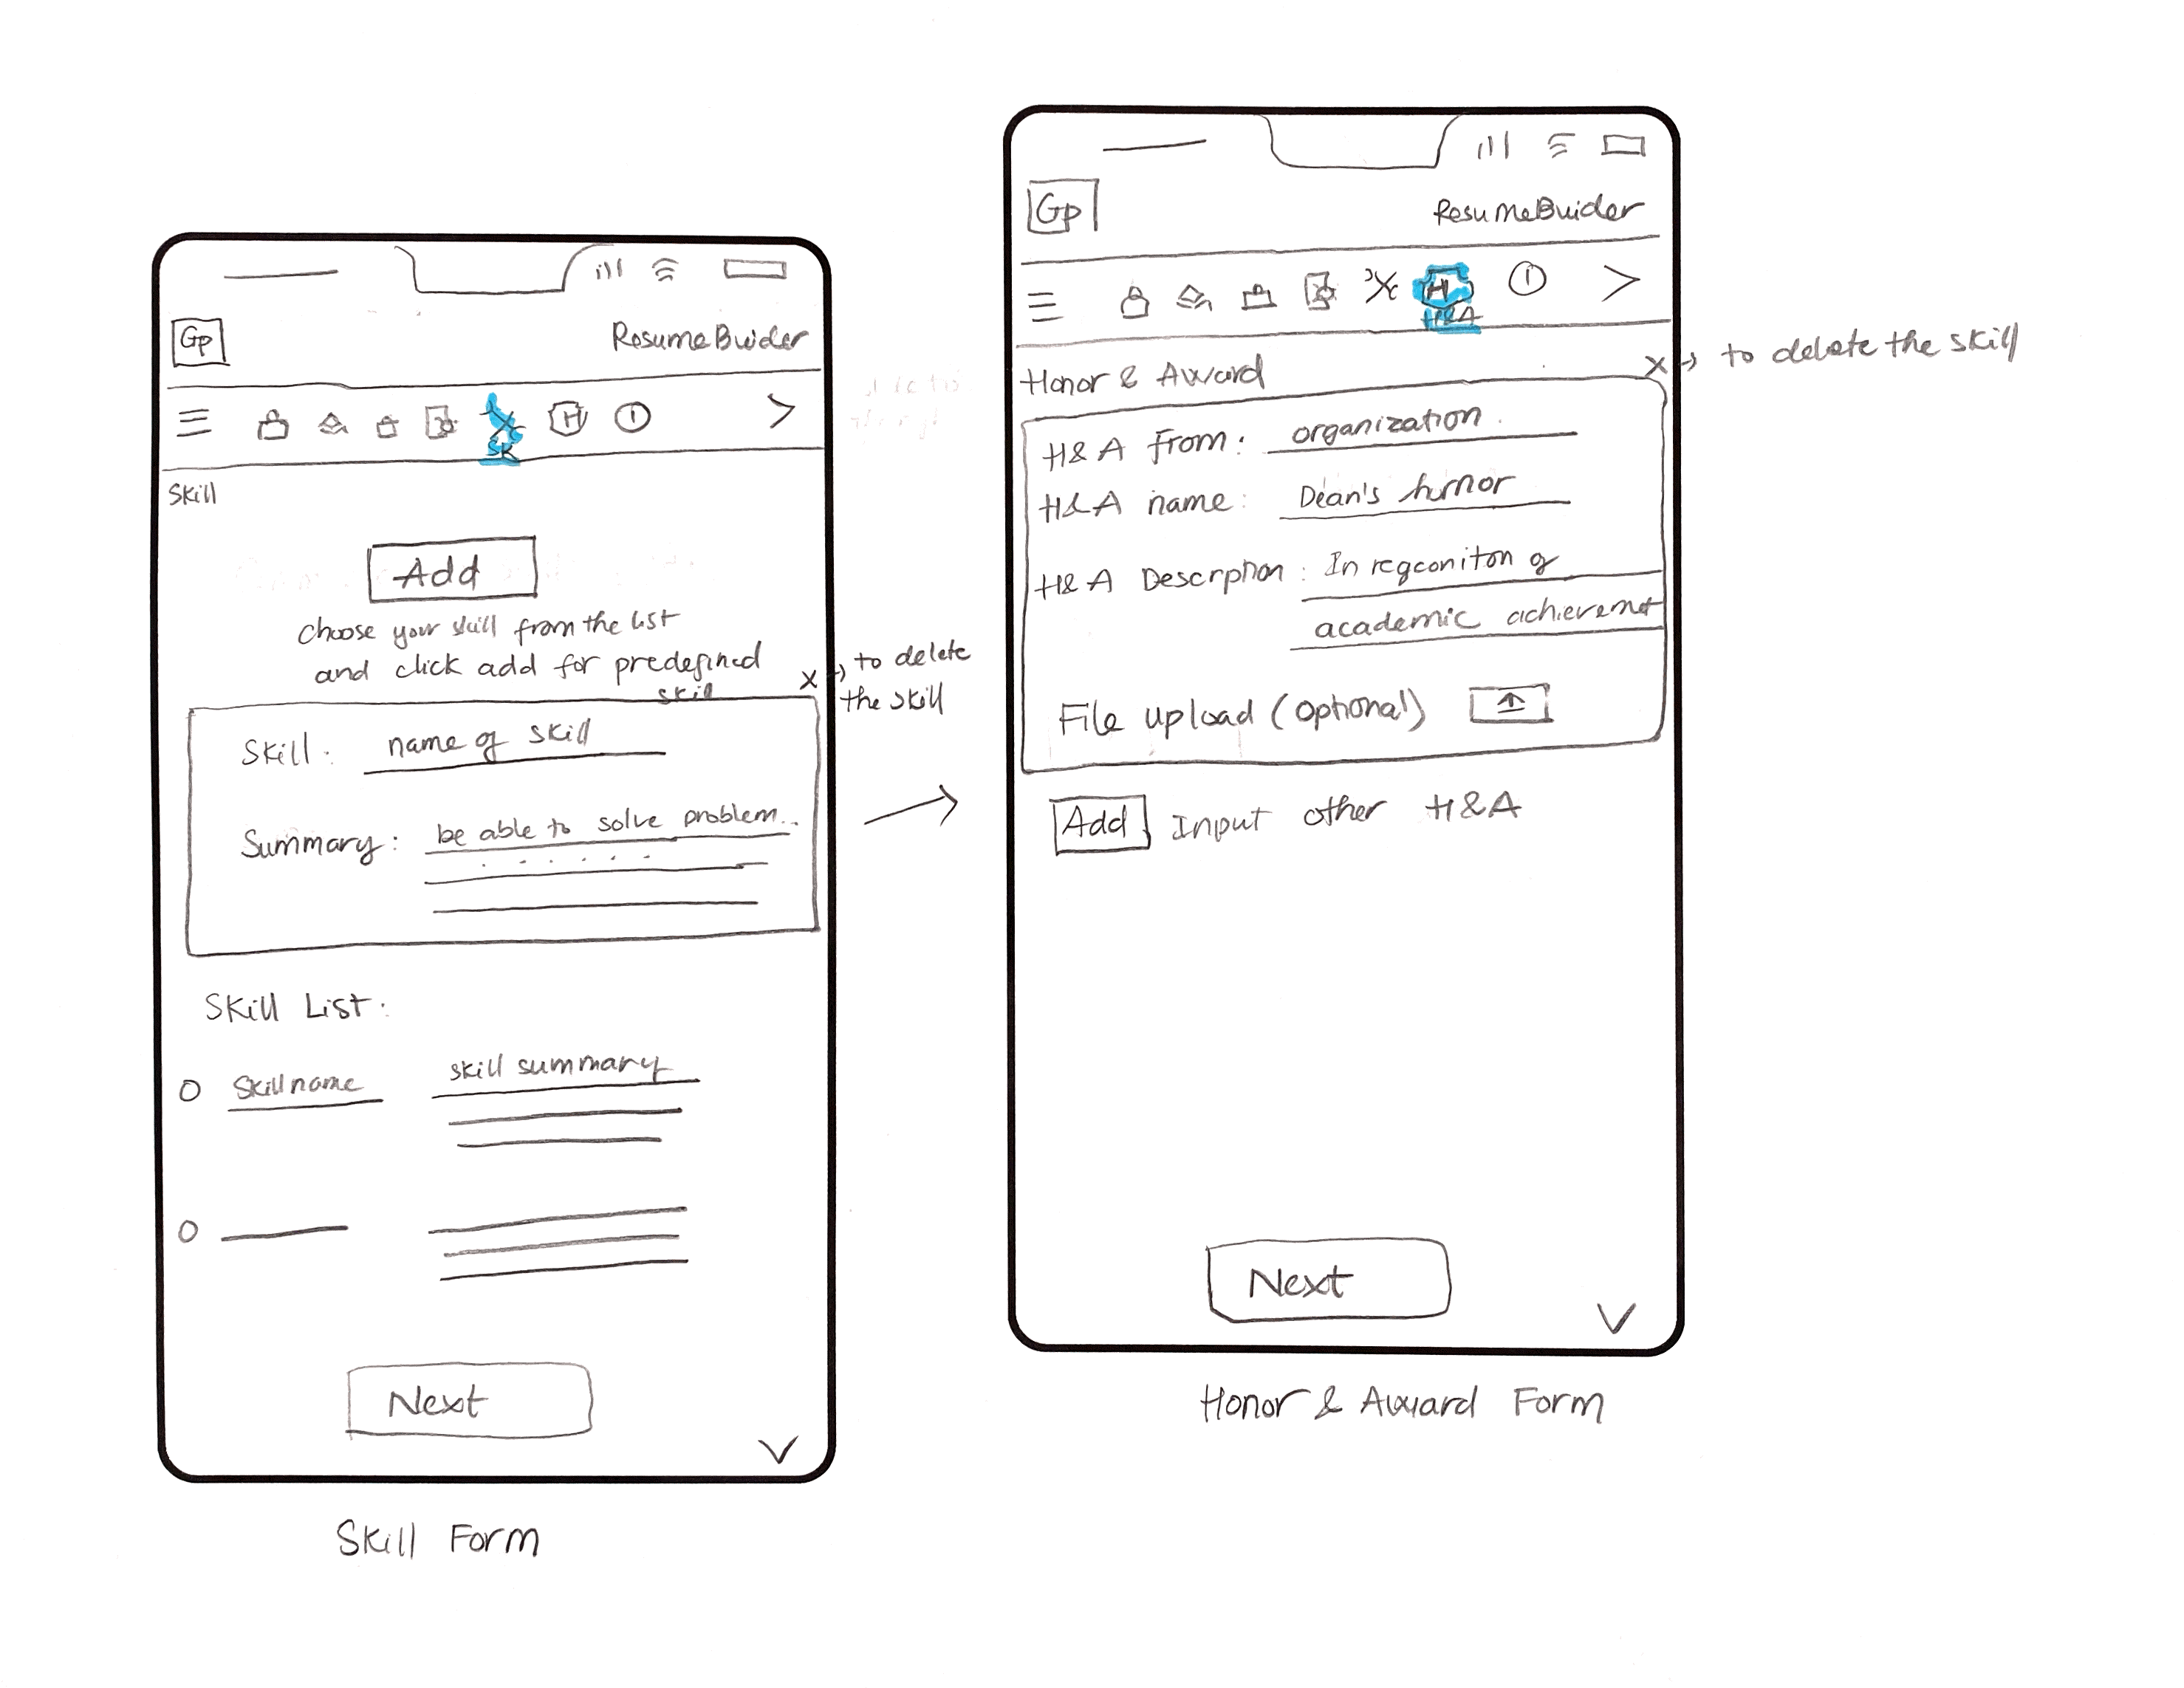 Gp
ResumeBuider
SK
Skill
Add
choose your skill from the list
and click add for predefined
skill
X → to delete
the skill
Skill: name of skill
Summary: be able to solve problem..
Skill List:
Skill name
skill summary
Next
Skill Form
Gp
ResumeBuider
H
H&A
Honor & Award
X → to delete the skill
H&A From: organization
H&A name: Dean's
H&A Descrption: In regconiton of
academic achievemet
File upload (optional)
Add Input other H&A
Next
Honor & Award Form